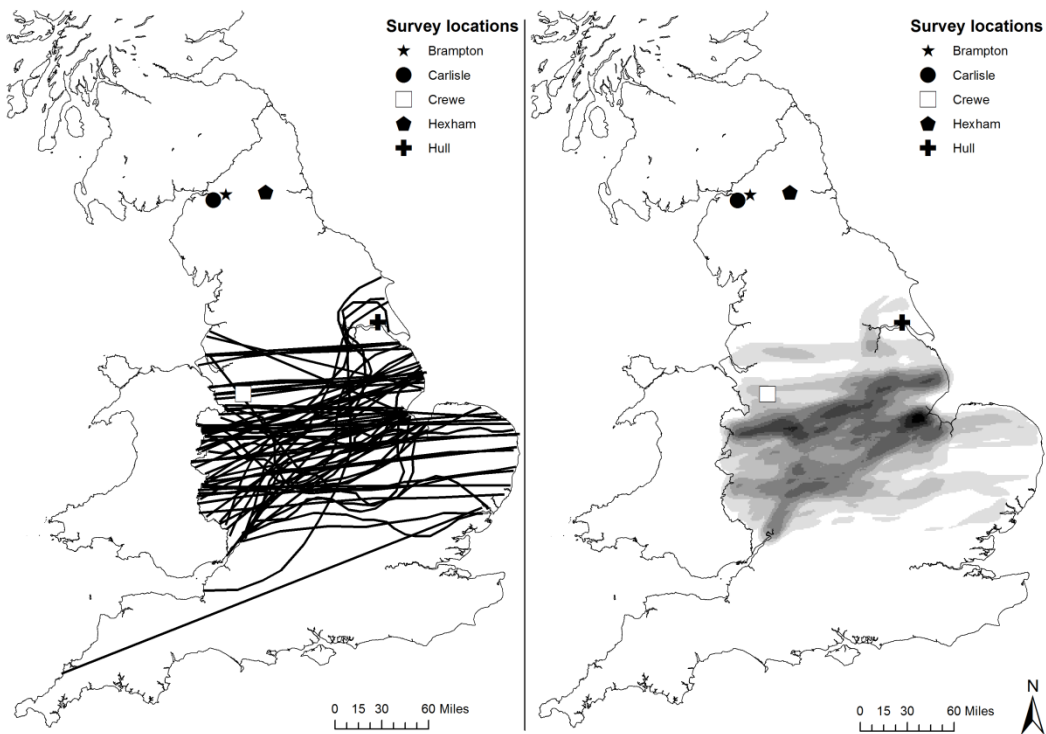 Survey locations
Brampton
Carlisle
Crewe
Hexham
Hull
0 15 30 60 Miles
Survey locations
Brampton
Carlisle
Crewe
Hexham
Hull
N
0 15 30 60 Miles